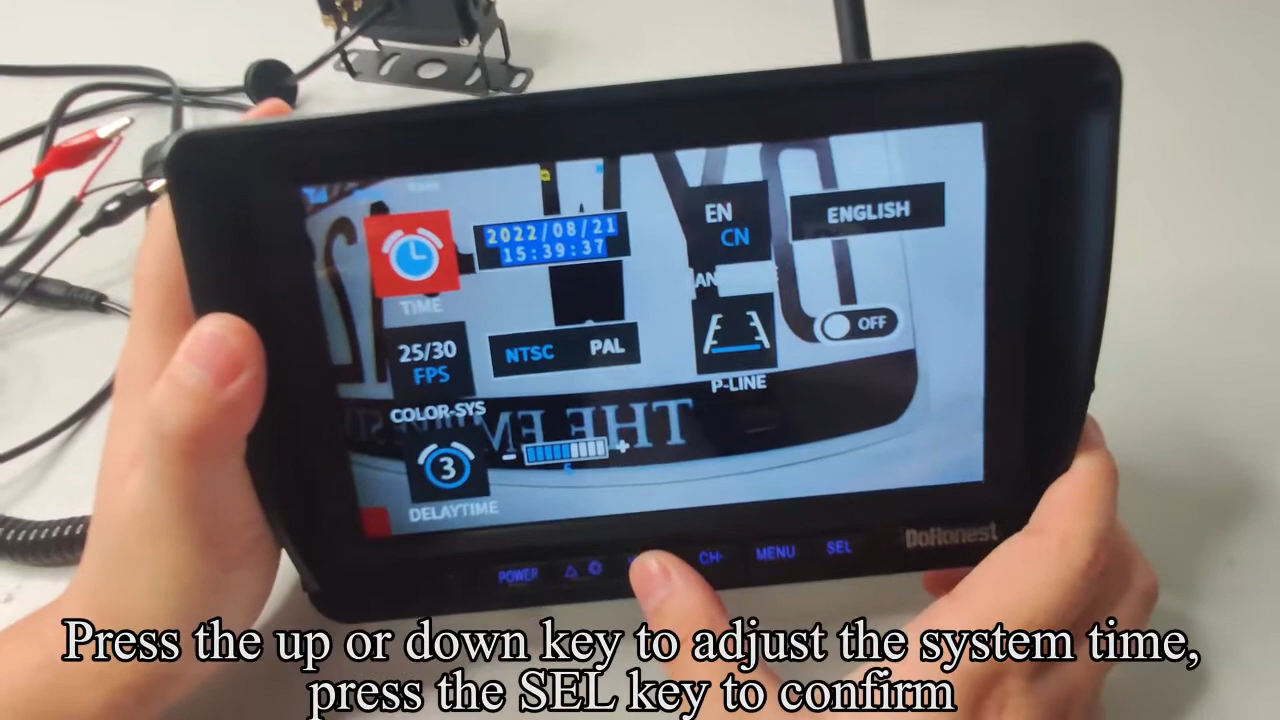 2022/08/21
15:39:37
EN
CN
ENGLISH
TIME
25/30
FPS
NTSC PAL
OFF
P-LINE
COLOR-SYS
THE EM
3
DELAYTIME
POWER
CH-
MENU
SEL
DoHonest
Press the up or down key to adjust the system time,
press the SEL key to confirm